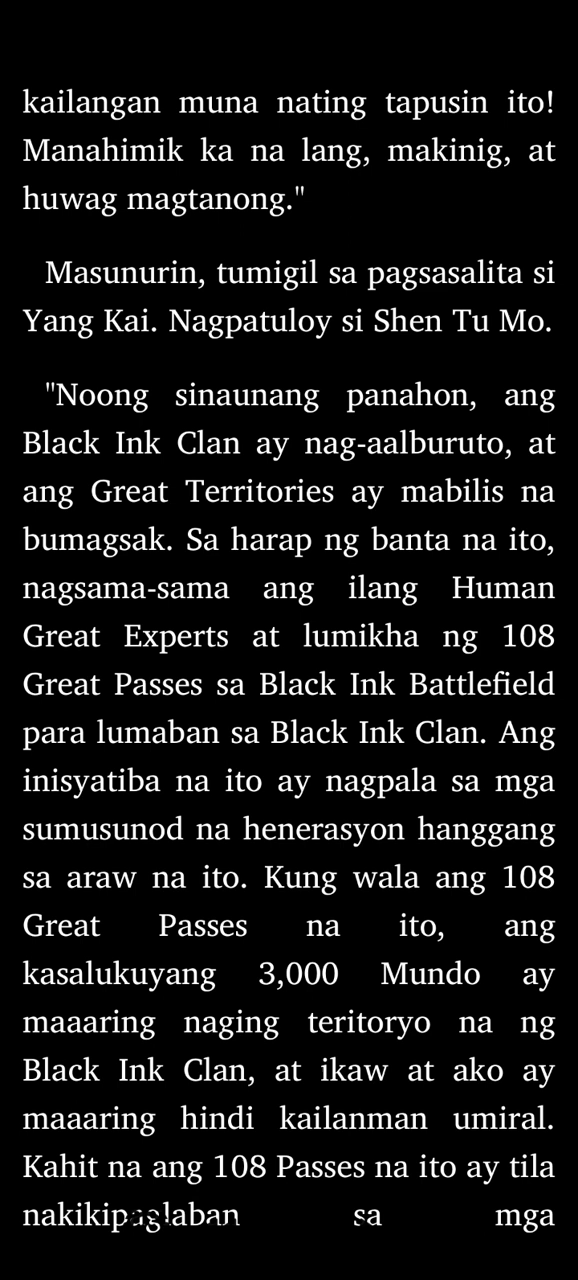 kailangan muna nating tapusin ito!
Manahimik ka na lang, makinig, at
huwag magtanong."
Masunurin, tumigil sa pagsasalita si
Yang Kai. Nagpatuloy si Shen Tu Mo.
"Noong sinaunang panahon, ang
Black Ink Clan ay nag-aalburuto, at
ang Great Territories ay mabilis na
bumagsak. Sa harap ng banta na ito,
nagsama-sama ang ilang Human
Great Experts at lumikha ng 108
Great Passes sa Black Ink Battlefield
para lumaban sa Black Ink Clan. Ang
inisyatiba na ito ay nagpala sa mga
sumusunod na henerasyon hanggang
sa araw na ito. Kung wala ang 108
Great Passes na ito, ang
kasalukuyang 3,000 Mundo ay
maaaring naging teritoryo na ng
Black Ink Clan, at ikaw at ako ay
maaaring hindi kailanman umiral.
Kahit na ang 108 Passes na ito ay tila
nakikipaglaban sa mga